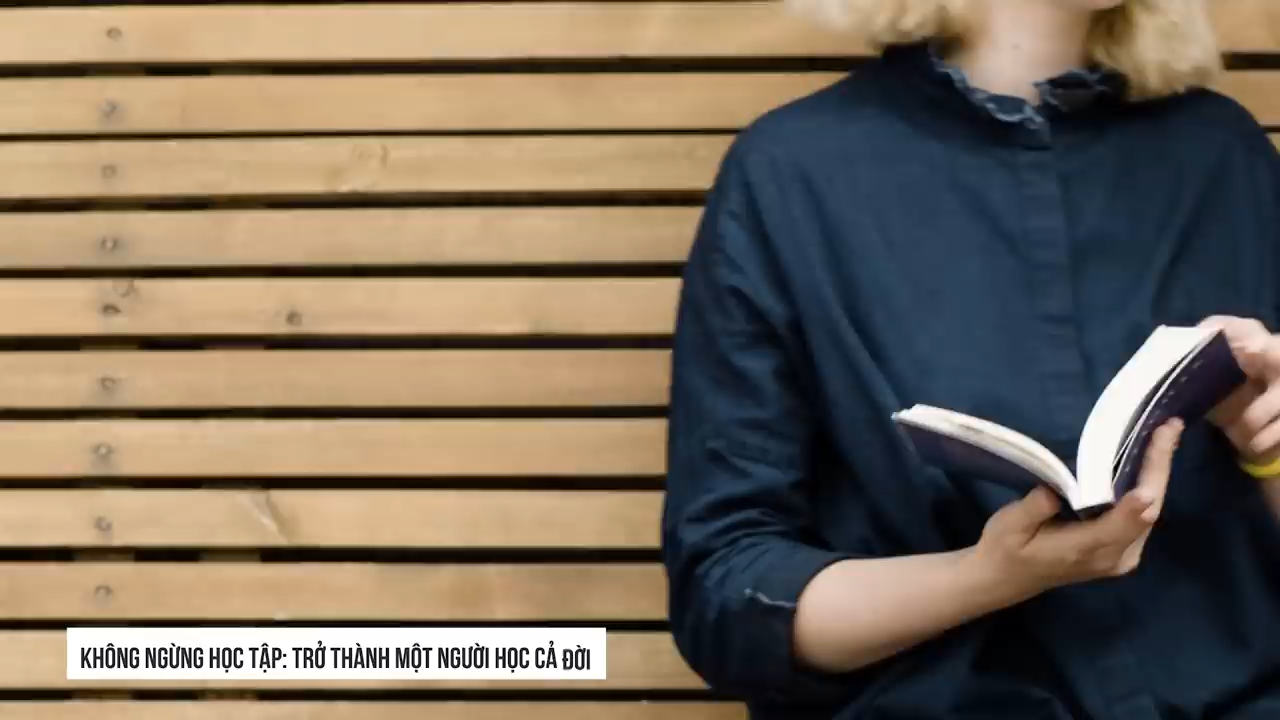 KHÔNG NGỪNG HỌC TẬP: TRỞ THÀNH MỘT NGƯỜI HỌC CẢ ĐỜI